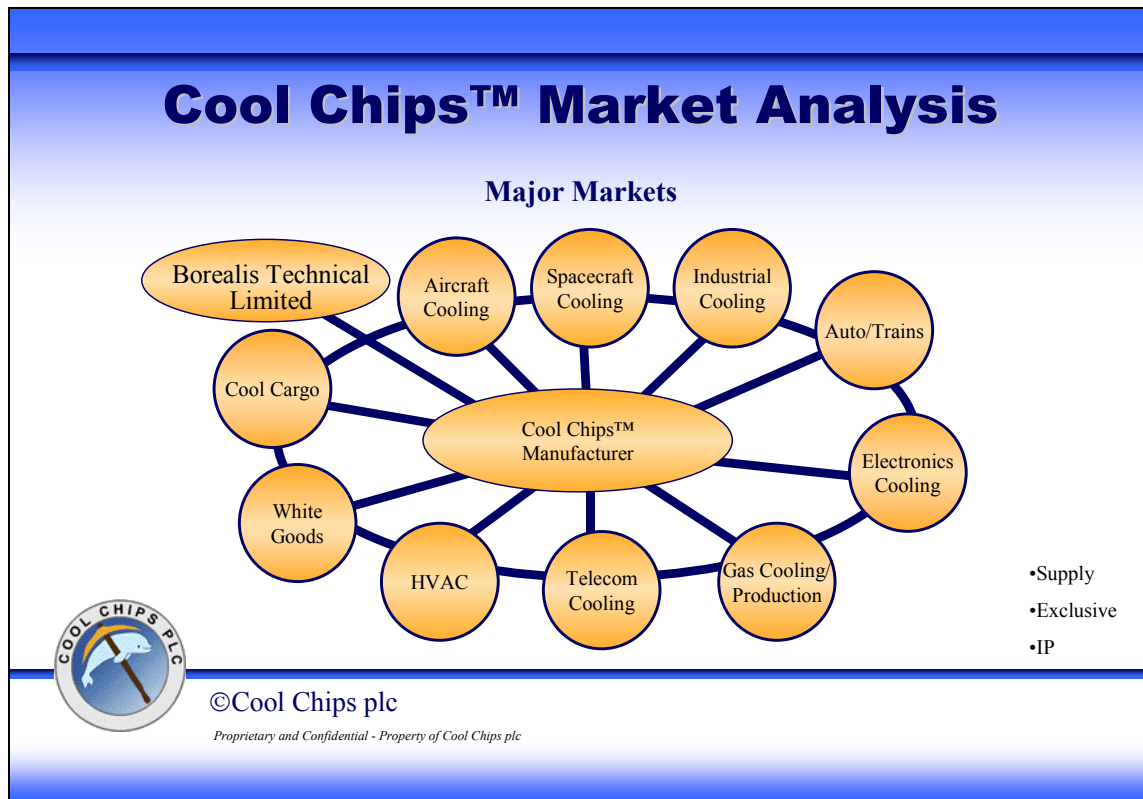 Cool Chips™ Market Analysis
Major Markets
Borealis Technical
Limited
Aircraft
Cooling
Spacecraft
Cooling
Industrial
Cooling
Auto/Trains
Cool Cargo
Cool Chips™
Manufacturer
Electronics
Cooling
White
Goods
HVAC
Telecom
Cooling
Gas Cooling/
Production
•Supply
•Exclusive
•IP
COOL CHIPS PLC
©Cool Chips plc
Proprietary and Confidential - Property of Cool Chips plc